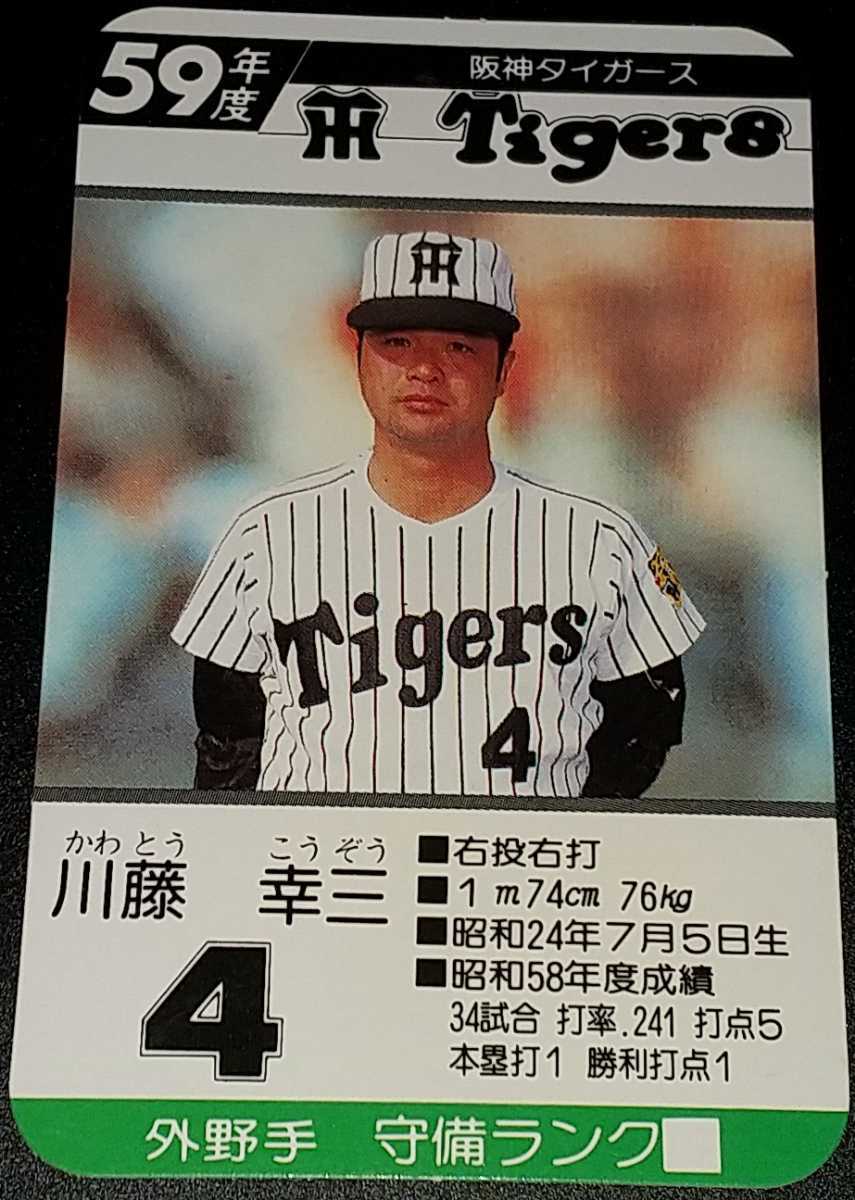 59年度
阪神タイガース
TH Tigers
TH
Tigers
4
かわ とう こう ぞう
川藤 幸三
4
■右投右打
■1m74cm 76kg
■昭和24年7月5日生
■昭和58年度成績
34試合 打率.241 打点5
本塁打1 勝利打点1
外野手 守備ランク